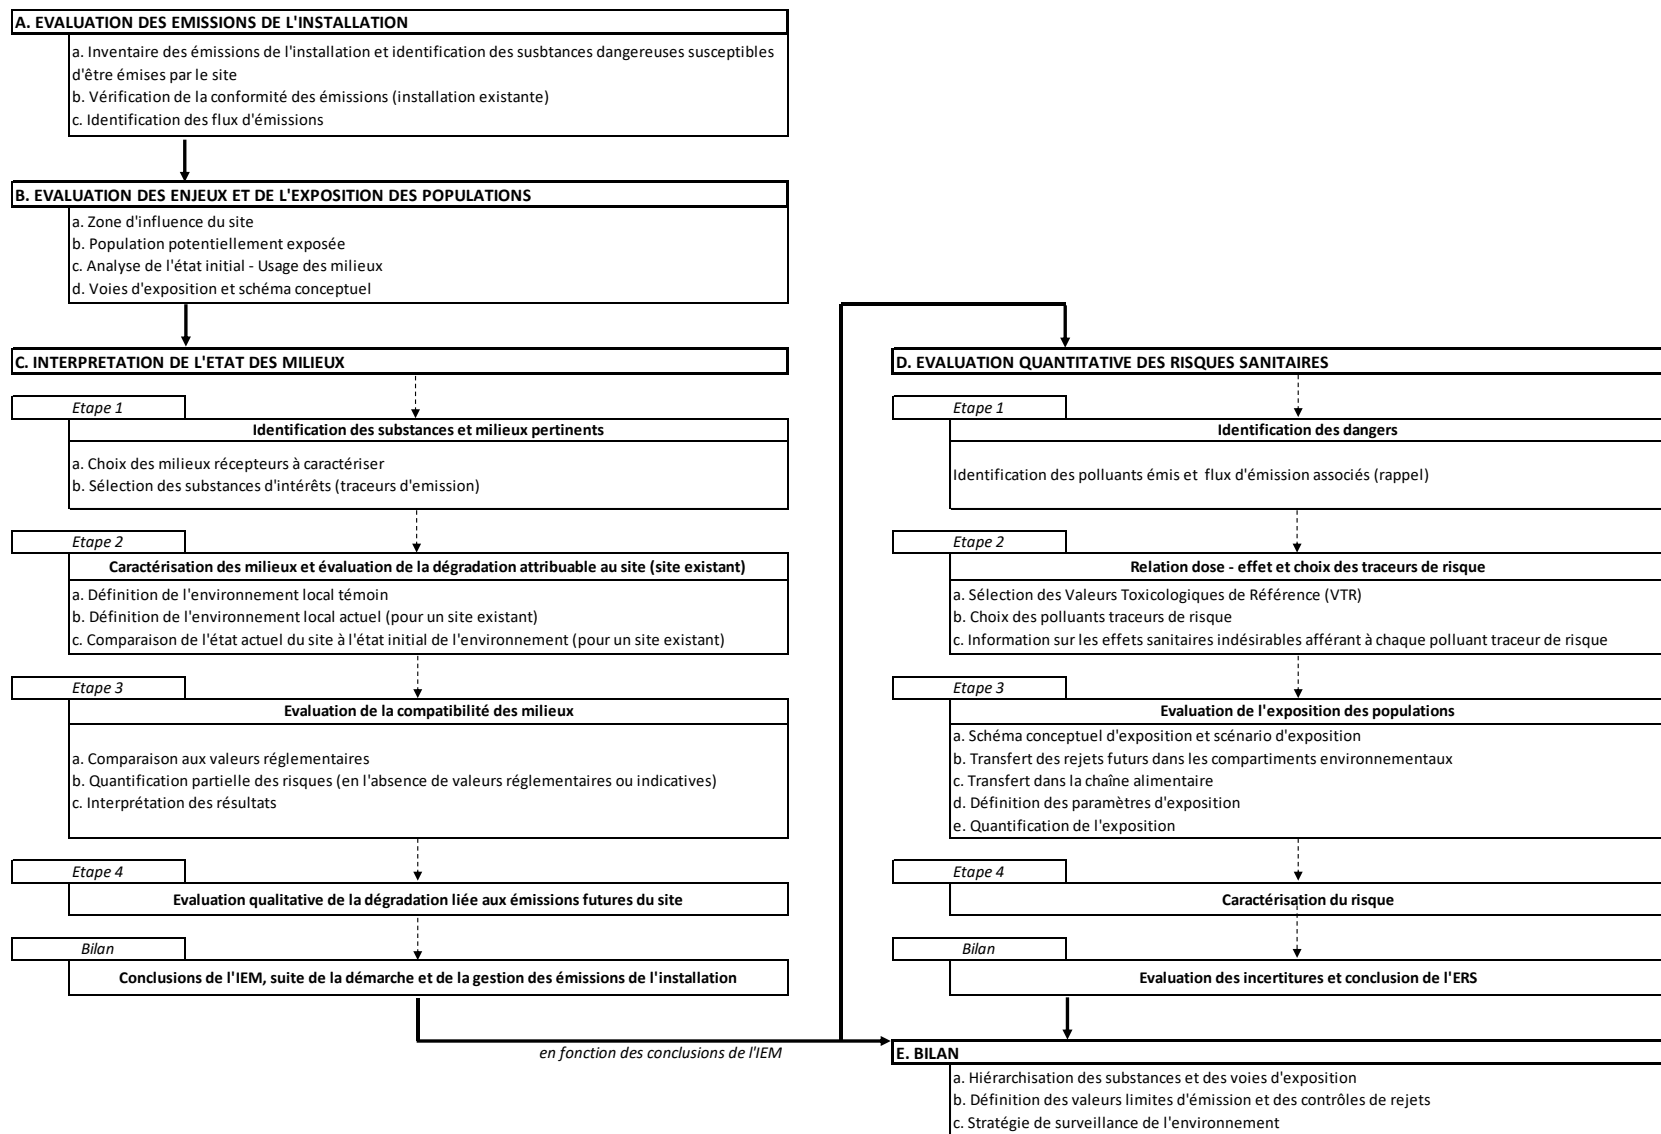 A. EVALUATION DES EMISSIONS DE L'INSTALLATION
a. Inventaire des émissions de l'installation et identification des susbtances dangereuses susceptibles
d'être émises par le site
b. Vérification de la conformité des émissions (installation existante)
c. Identification des flux d'émissions
B. EVALUATION DES ENJEUX ET DE L'EXPOSITION DES POPULATIONS
a. Zone d'influence du site
b. Population potentiellement exposée
c. Analyse de l'état initial - Usage des milieux
d. Voies d'exposition et schéma conceptuel
C. INTERPRETATION DE L'ETAT DES MILIEUX
Etape 1
Identification des substances et milieux pertinents
a. Choix des milieux récepteurs à caractériser
b. Sélection des substances d'intérêts (traceurs d'emission)
Etape 2
Caractérisation des milieux et évaluation de la dégradation attribuable au site (site existant)
a. Définition de l'environnement local témoin
b. Définition de l'environnement local actuel (pour un site existant)
c. Comparaison de l'état actuel du site à l'état initial de l'environnement (pour un site existant)
Etape 3
Evaluation de la compatibilité des milieux
a. Comparaison aux valeurs réglementaires
b. Quantification partielle des risques (en l'absence de valeurs réglementaires ou indicatives)
c. Interprétation des résultats
Etape 4
Evaluation qualitative de la dégradation liée aux émissions futures du site
Bilan
Conclusions de l'IEM, suite de la démarche et de la gestion des émissions de l'installation
en fonction des conclusions de l'IEM
D. EVALUATION QUANTITATIVE DES RISQUES SANITAIRES
Etape 1
Identification des dangers
Identification des polluants émis et flux d'émission associés (rappel)
Etape 2
Relation dose - effet et choix des traceurs de risque
a. Sélection des Valeurs Toxicologiques de Référence (VTR)
b. Choix des polluants traceurs de risque
c. Information sur les effets sanitaires indésirables afférant à chaque polluant traceur de risque
Etape 3
Evaluation de l'exposition des populations
a. Schéma conceptuel d'exposition et scénario d'exposition
b. Transfert des rejets futurs dans les compartiments environnementaux
c. Transfert dans la chaîne alimentaire
d. Définition des paramètres d'exposition
e. Quantification de l'exposition
Etape 4
Caractérisation du risque
Bilan
Evaluation des incertitures et conclusion de l'ERS
E. BILAN
a. Hiérarchisation des substances et des voies d'exposition
b. Définition des valeurs limites d'émission et des contrôles de rejets
c. Stratégie de surveillance de l'environnement